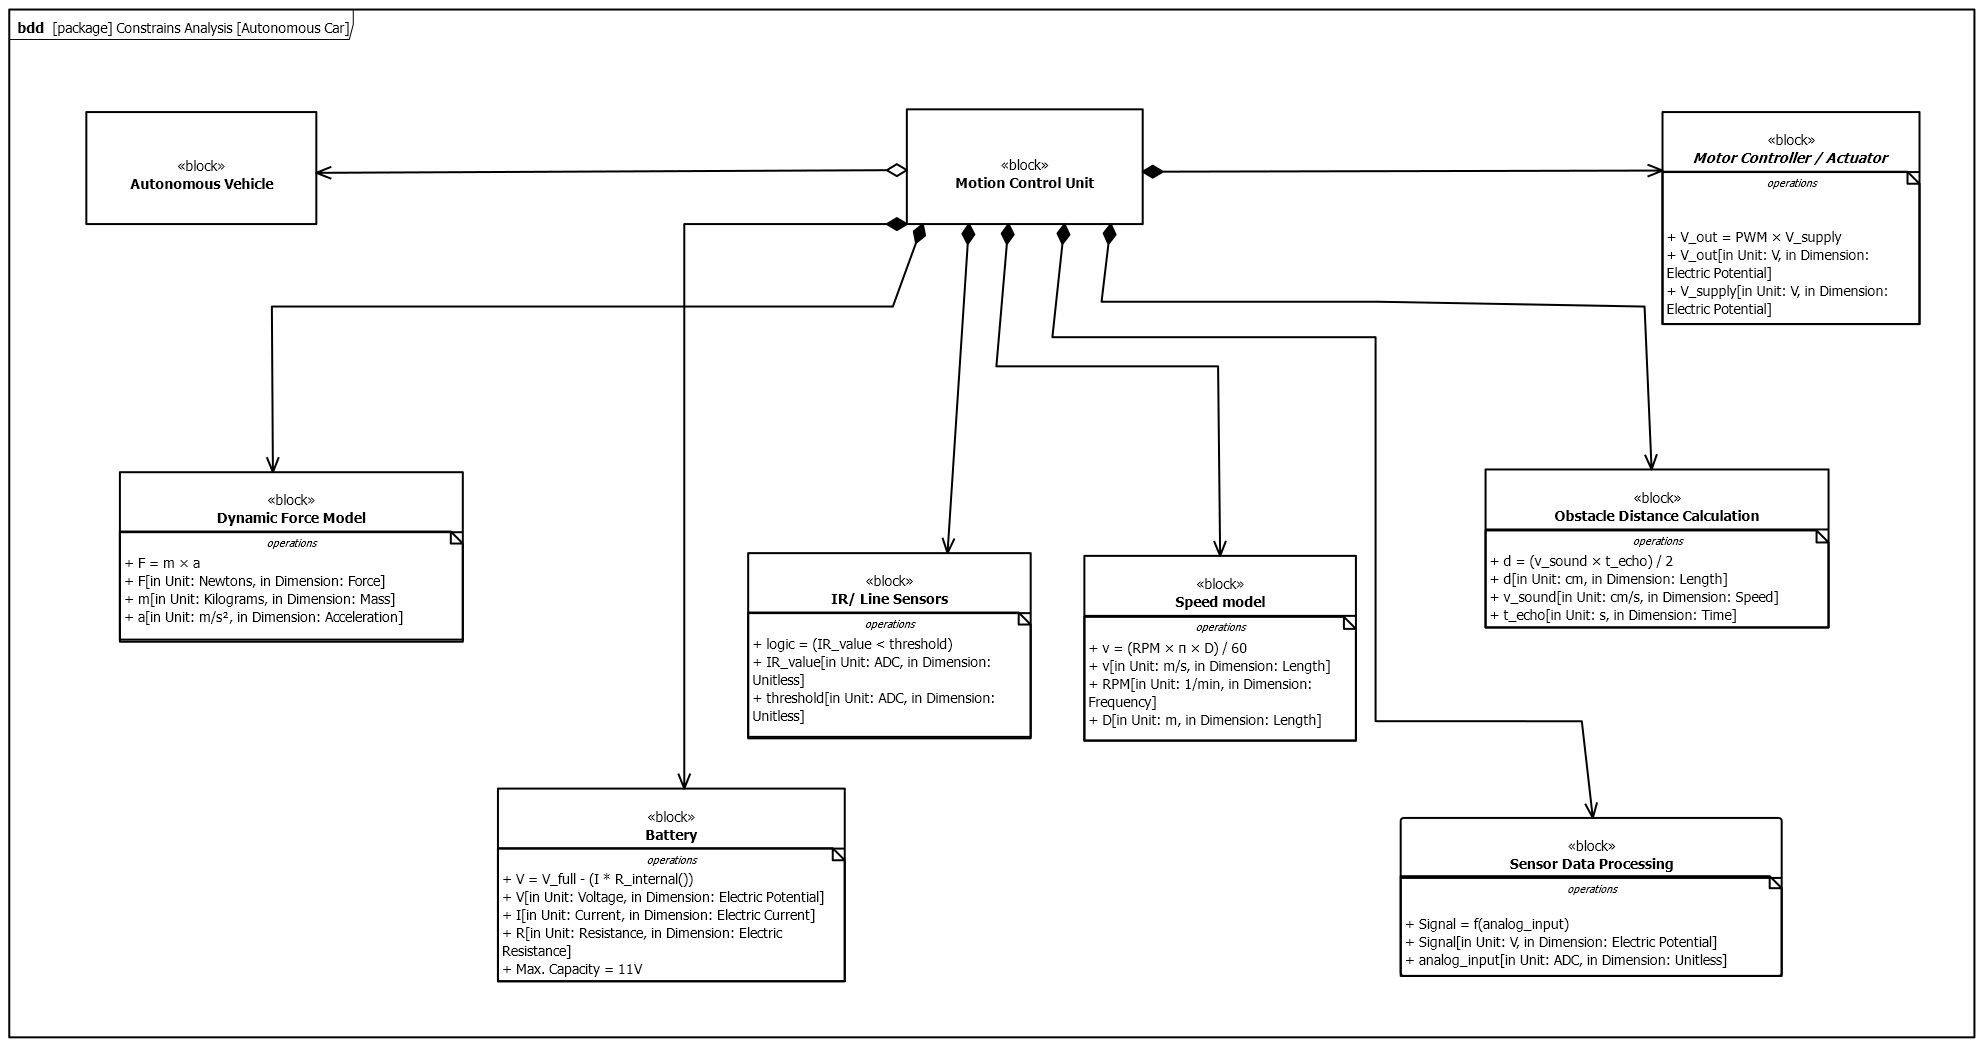 bdd [package] Constrains Analysis [Autonomous Car]
«block»
Autonomous Vehicle
«block»
Motion Control Unit
«block»
Motor Controller / Actuator
operations
+ V_out = PWM × V_supply
+ V_out[in Unit: V, in Dimension:
Electric Potential]
+ V_supply[in Unit: V, in Dimension:
Electric Potential]
«block»
Dynamic Force Model
operations
+ F = m × a
+ F[in Unit: Newtons, in Dimension: Force]
+ m[in Unit: Kilograms, in Dimension: Mass]
+ a[in Unit: m/s², in Dimension: Acceleration]
«block»
IR/ Line Sensors
operations
+ logic = (IR_value < threshold)
+ IR_value[in Unit: ADC, in Dimension:
Unitless]
+ threshold[in Unit: ADC, in Dimension:
Unitless]
«block»
Speed model
operations
+ v = (RPM × π × D) / 60
+ v[in Unit: m/s, in Dimension: Length]
+ RPM[in Unit: 1/min, in Dimension:
Frequency]
+ D[in Unit: m, in Dimension: Length]
«block»
Obstacle Distance Calculation
operations
+ d = (v_sound × t_echo) / 2
+ d[in Unit: cm, in Dimension: Length]
+ v_sound[in Unit: cm/s, in Dimension: Speed]
+ t_echo[in Unit: s, in Dimension: Time]
«block»
Battery
operations
+ V = V_full - (I * R_internal())
+ V[in Unit: Voltage, in Dimension: Electric Potential]
+ I[in Unit: Current, in Dimension: Electric Current]
+ R[in Unit: Resistance, in Dimension: Electric
Resistance]
+ Max. Capacity = 11V
«block»
Sensor Data Processing
operations
+ Signal = f(analog_input)
+ Signal[in Unit: V, in Dimension: Electric Potential]
+ analog_input[in Unit: ADC, in Dimension: Unitless]